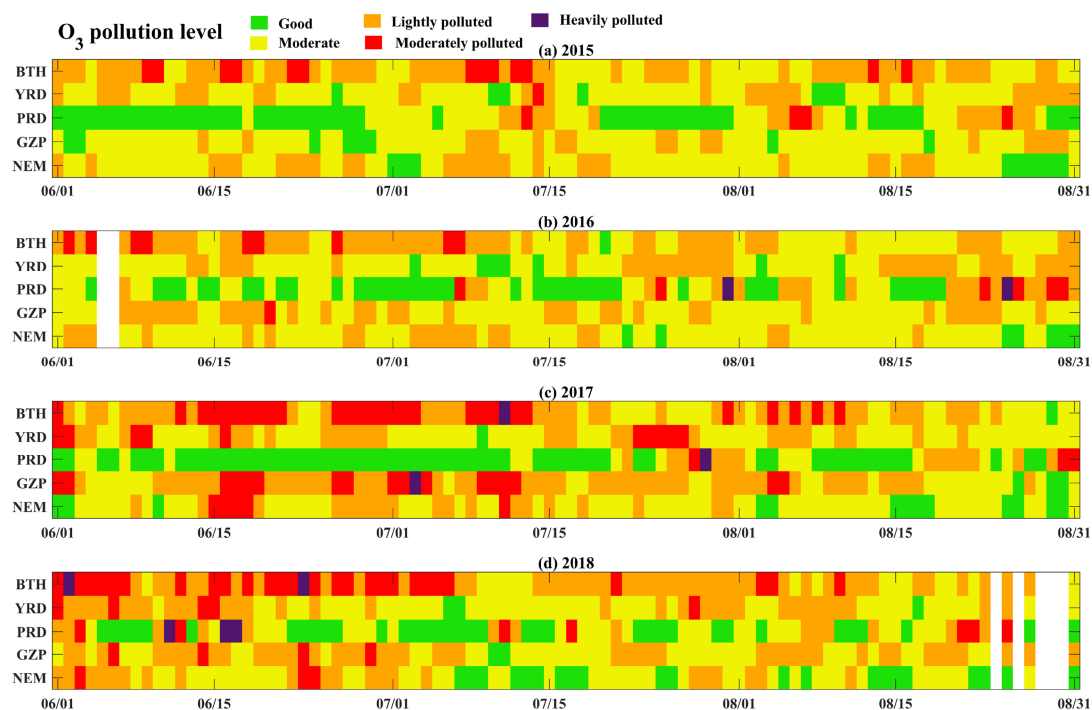 O3 pollution level
Good Lightly polluted Heavily polluted
Moderate Moderately polluted
(a) 2015
BTH
YRD
PRD
GZP
NEM
06/01 06/15 07/01 07/15 08/01 08/15 08/31
(b) 2016
BTH
YRD
PRD
GZP
NEM
06/01 06/15 07/01 07/15 08/01 08/15 08/31
(c) 2017
BTH
YRD
PRD
GZP
NEM
06/01 06/15 07/01 07/15 08/01 08/15 08/31
(d) 2018
BTH
YRD
PRD
GZP
NEM
06/01 06/15 07/01 07/15 08/01 08/15 08/31